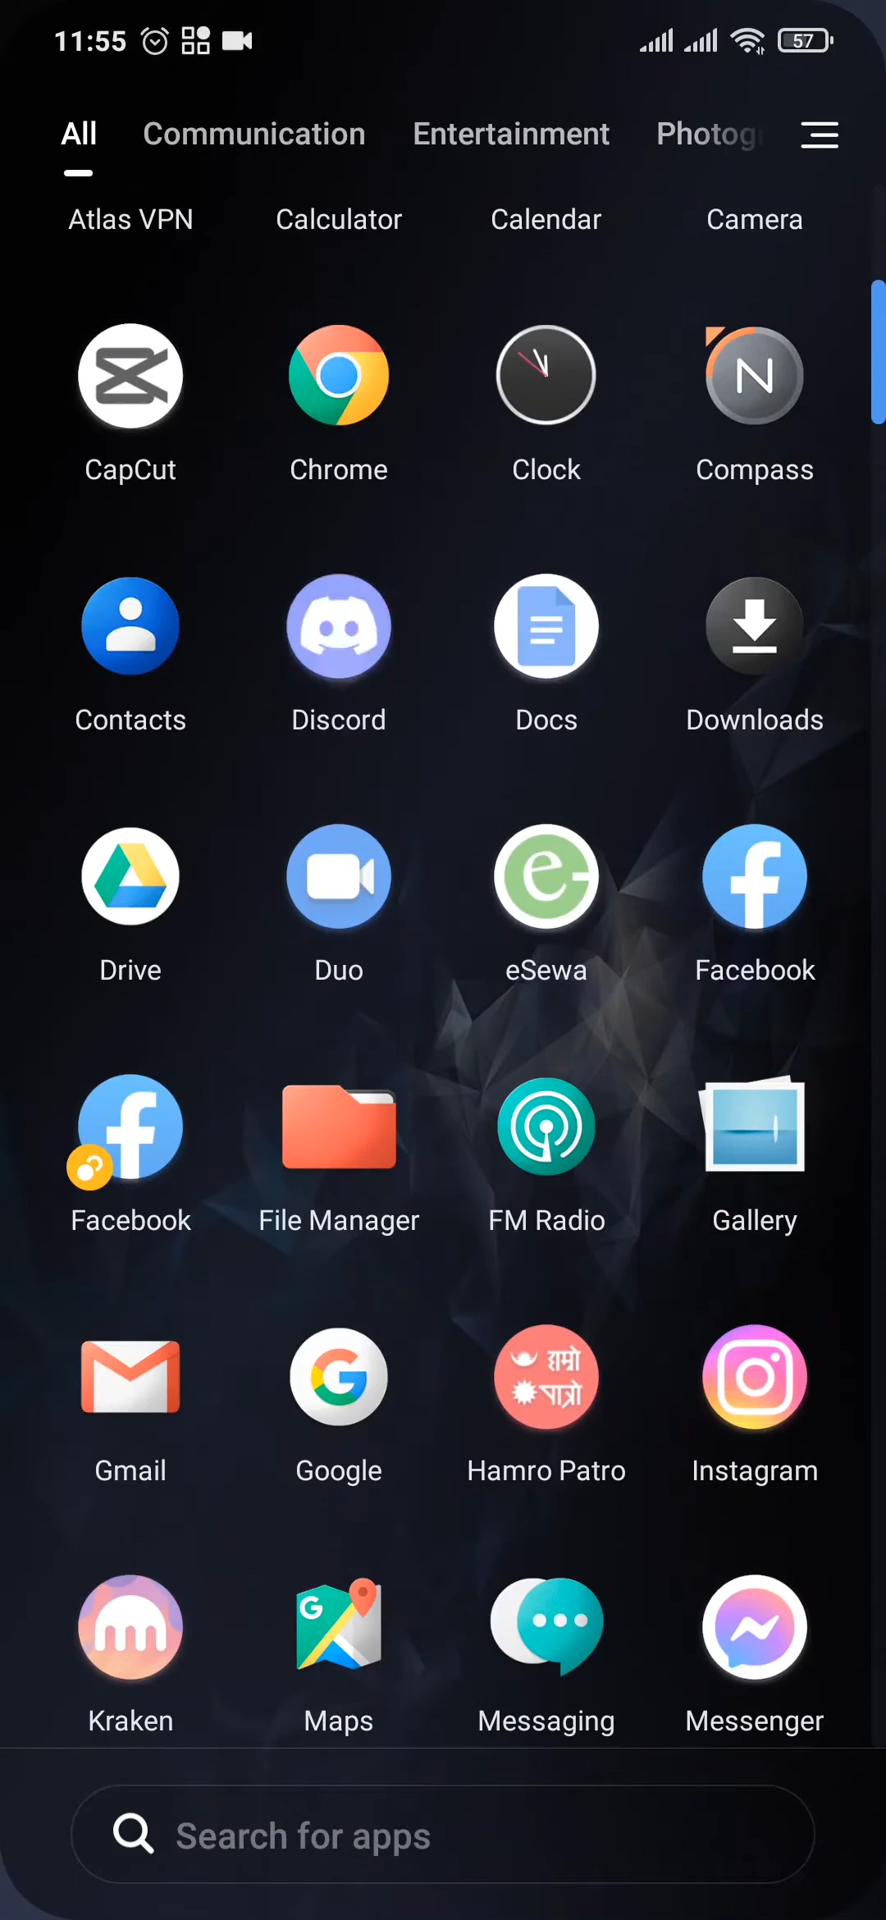 11:55 57
All Communication Entertainment Photog
Atlas VPN Calculator Calendar Camera
N
CapCut Chrome Clock Compass
Contacts Discord Docs Downloads
e
f
Drive Duo eSewa Facebook
f
Facebook File Manager FM Radio Gallery
G
हाम्रो
पात्रो
Gmail Google Hamro Patro Instagram
G
Kraken Maps Messaging Messenger
Search for apps